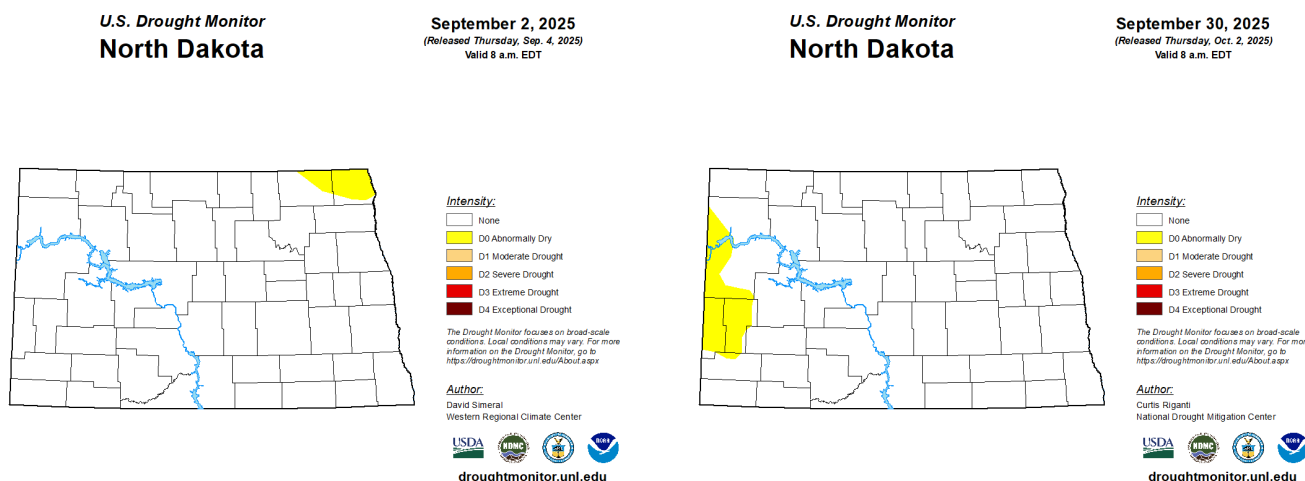 U.S. Drought Monitor
North Dakota
September 2, 2025
(Released Thursday, Sep. 4, 2025)
Valid 8 a.m. EDT
Intensity:
None
D0 Abnormally Dry
D1 Moderate Drought
D2 Severe Drought
D3 Extreme Drought
D4 Exceptional Drought
The Drought Monitor focuses on broad-scale
conditions. Local conditions may vary. For more
information on the Drought Monitor, go to
https://droughtmonitor.unl.edu/About.aspx
Author:
David Simeral
Western Regional Climate Center
USDA
NDMC
NOAA
droughtmonitor.unl.edu
U.S. Drought Monitor
North Dakota
September 30, 2025
(Released Thursday, Oct. 2, 2025)
Valid 8 a.m. EDT
Intensity:
None
D0 Abnormally Dry
D1 Moderate Drought
D2 Severe Drought
D3 Extreme Drought
D4 Exceptional Drought
The Drought Monitor focuses on broad-scale
conditions. Local conditions may vary. For more
information on the Drought Monitor, go to
https://droughtmonitor.unl.edu/About.aspx
Author:
Curtis Riganti
National Drought Mitigation Center
USDA
NDMC
NOAA
droughtmonitor.unl.edu